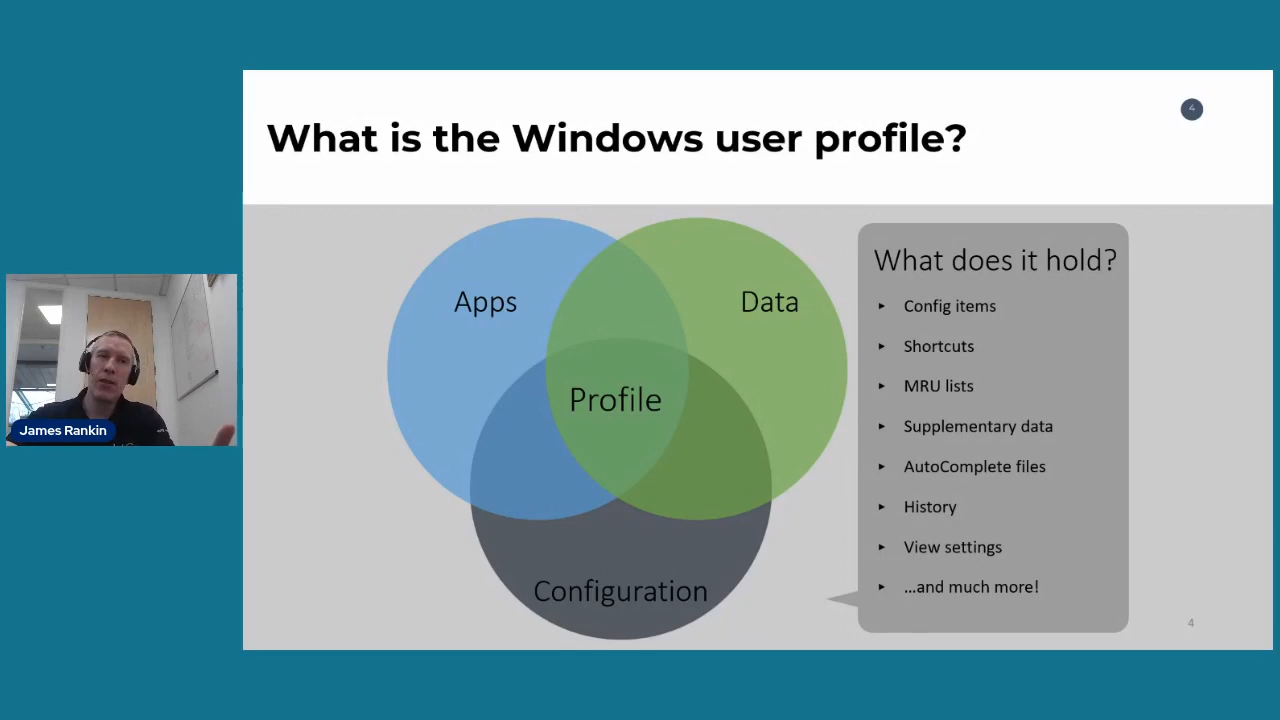 What is the Windows user profile?
4
Apps
Data
Profile
Configuration
What does it hold?
Config items
Shortcuts
MRU lists
Supplementary data
AutoComplete files
History
View settings
...and much more!
4
James Rankin